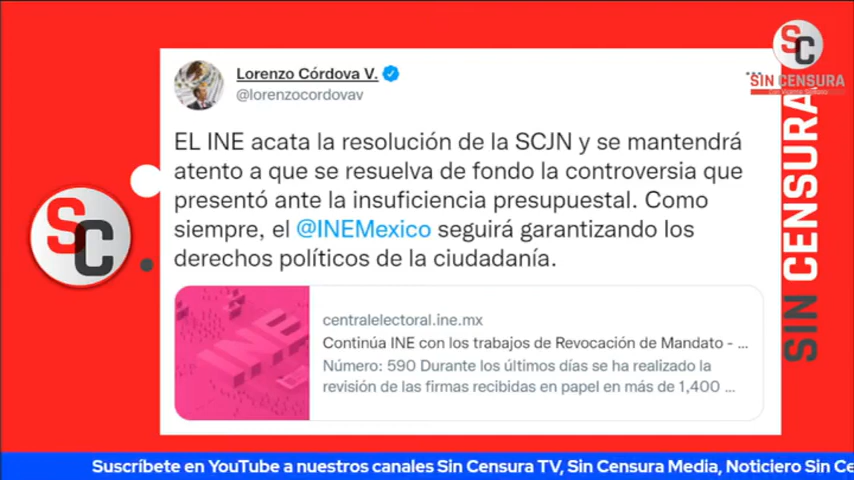 SC
SIN CENSURA
Lorenzo Córdova V.
@lorenzocordovav
EL INE acata la resolución de la SCJN y se mantendrá
atento a que se resuelva de fondo la controversia que
presentó ante la insuficiencia presupuestal. Como
siempre, el @INEMexico seguirá garantizando los
derechos políticos de la ciudadanía.
SC
SIN CENSURA
INE
centralelectoral.ine.mx
Continúa INE con los trabajos de Revocación de Mandato - ...
Número: 590 Durante los últimos días se ha realizado la
revisión de las firmas recibidas en papel en más de 1,400 ...
Suscríbete en YouTube a nuestros canales Sin Censura TV, Sin Censura Media, Noticiero Sin Ce